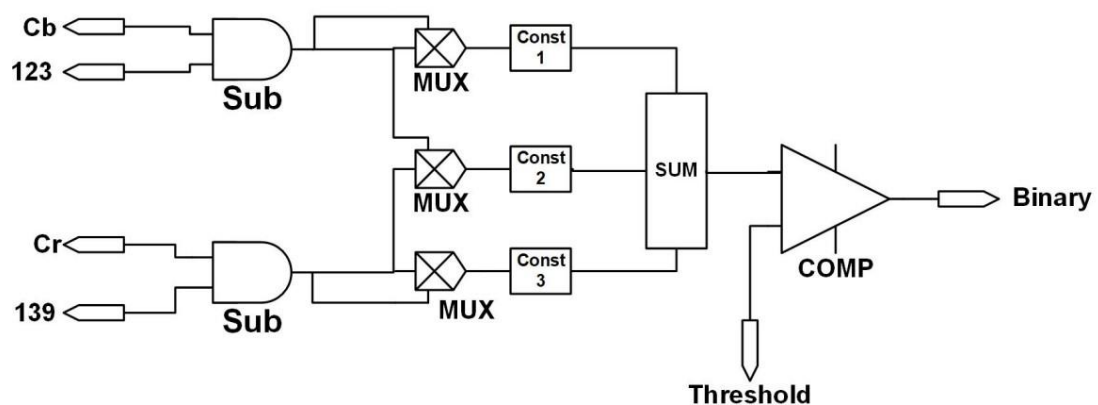 Cb
123
Sub
MUX
Const
1
MUX
Const
2
SUM
Binary
COMP
Cr
139
Sub
MUX
Const
3
Threshold